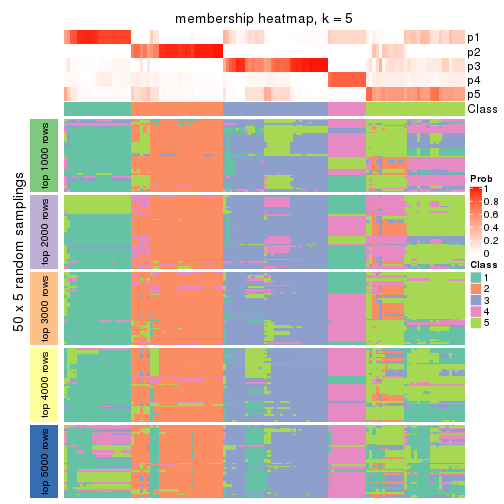 membership heatmap, k = 5
p1
p2
p3
p4
p5
Class
50 x 5 random samplings
top 1000 rows
top 2000 rows
top 3000 rows
top 4000 rows
top 5000 rows
Prob
1
0.8
0.6
0.4
0.2
0
Class
1
2
3
4
5